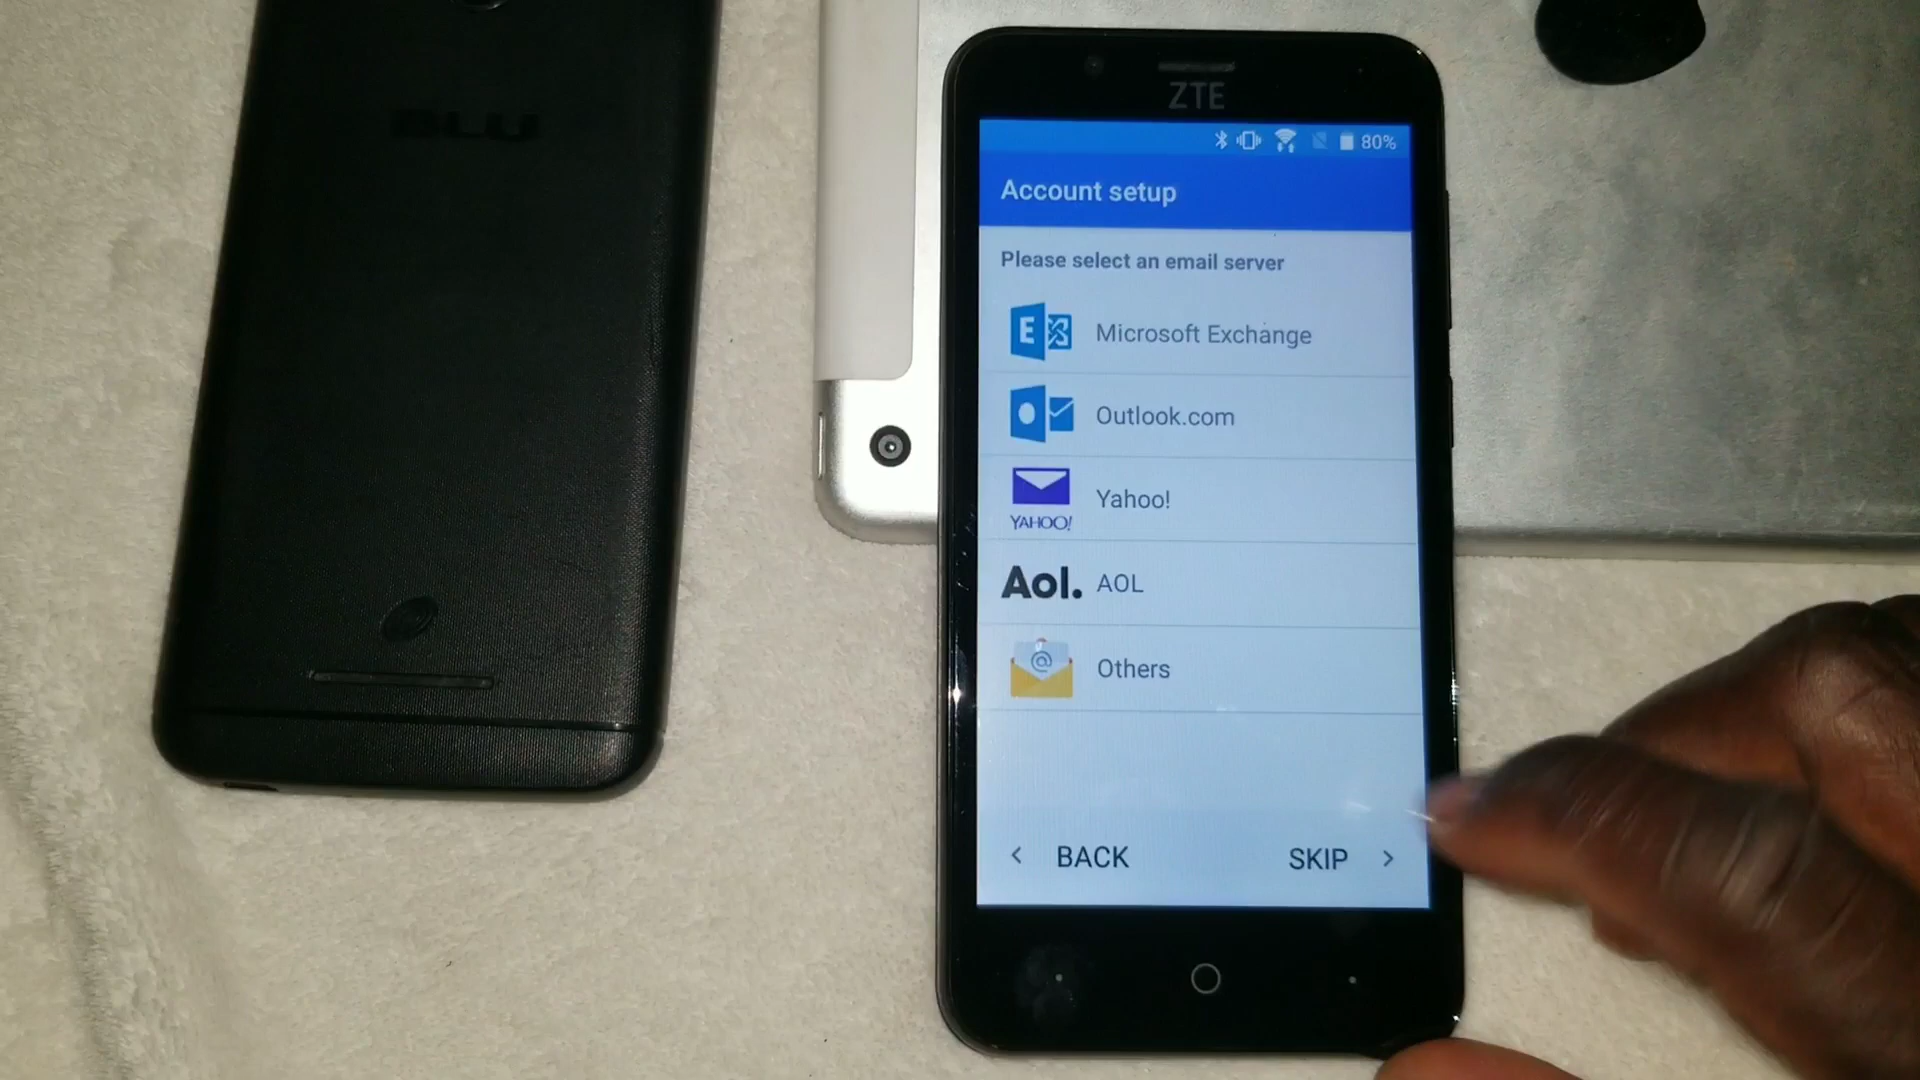 BLU
ZTE
80%
Account setup
Please select an email server
Microsoft Exchange
Outlook.com
YAHOO! Yahoo!
Aol. AOL
Others
< BACK SKIP >